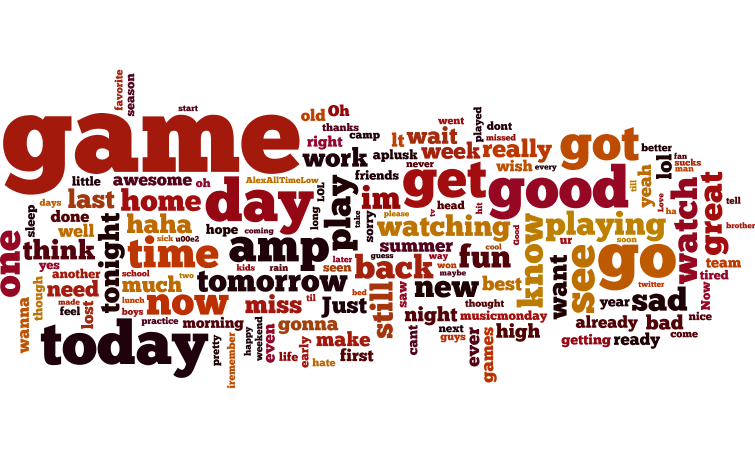 game
favorite
season
start
old
Oh
thanks
camp
right
lt
wait
went
played
dont
missed
got
better
fan
sucks
man
little
awesome
oh
AlexAllTimeLow
work
aplusk
week
really
wish
every
lol
yeah
till
friends
never
LOL
long
play
take
day
im
get
good
Love
ha
watch
great
tell
brother
team
tired
Now
days
sleep
last
home
done
well
haha
hope
coming
sick
u00e2
please
tv
head
hit
sorry
watching
Good
know
playing
ur
soon
one
think
tonight
time
amp
summer
guess
way
cool
fun
see
go
yes
another
need
school
much
two
kids
rain
seen
later
back
won
maybe
want
twitter
though
wanna
made
feel
lost
lunch
boys
now
tomorrow
bed
til
miss
Just
still
saw
new
thought
best
year
sad
nice
practice
morning
gonna
night
musicmonday
high
already
bad
come
today
pretty
iremember
happy
weekend
even
life
early
hate
make
first
cant
next
guys
ever
games
getting
ready